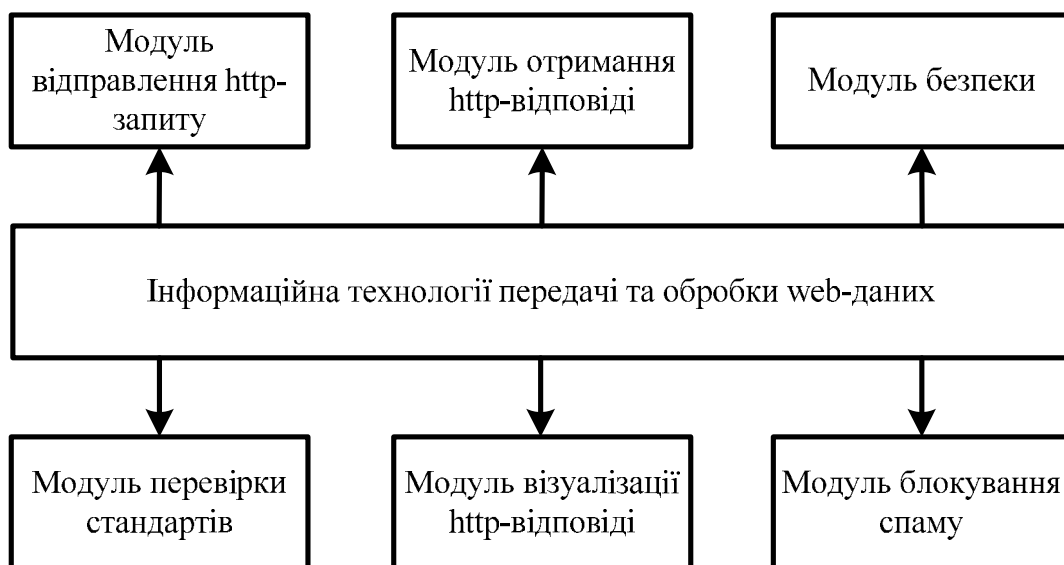 Модуль
відправлення http-
запиту
Модуль отримання
http-відповіді
Модуль безпеки
Інформаційна технології передачі та обробки web-даних
Модуль перевірки
стандартів
Модуль візуалізації
http-відповіді
Модуль блокування
спаму